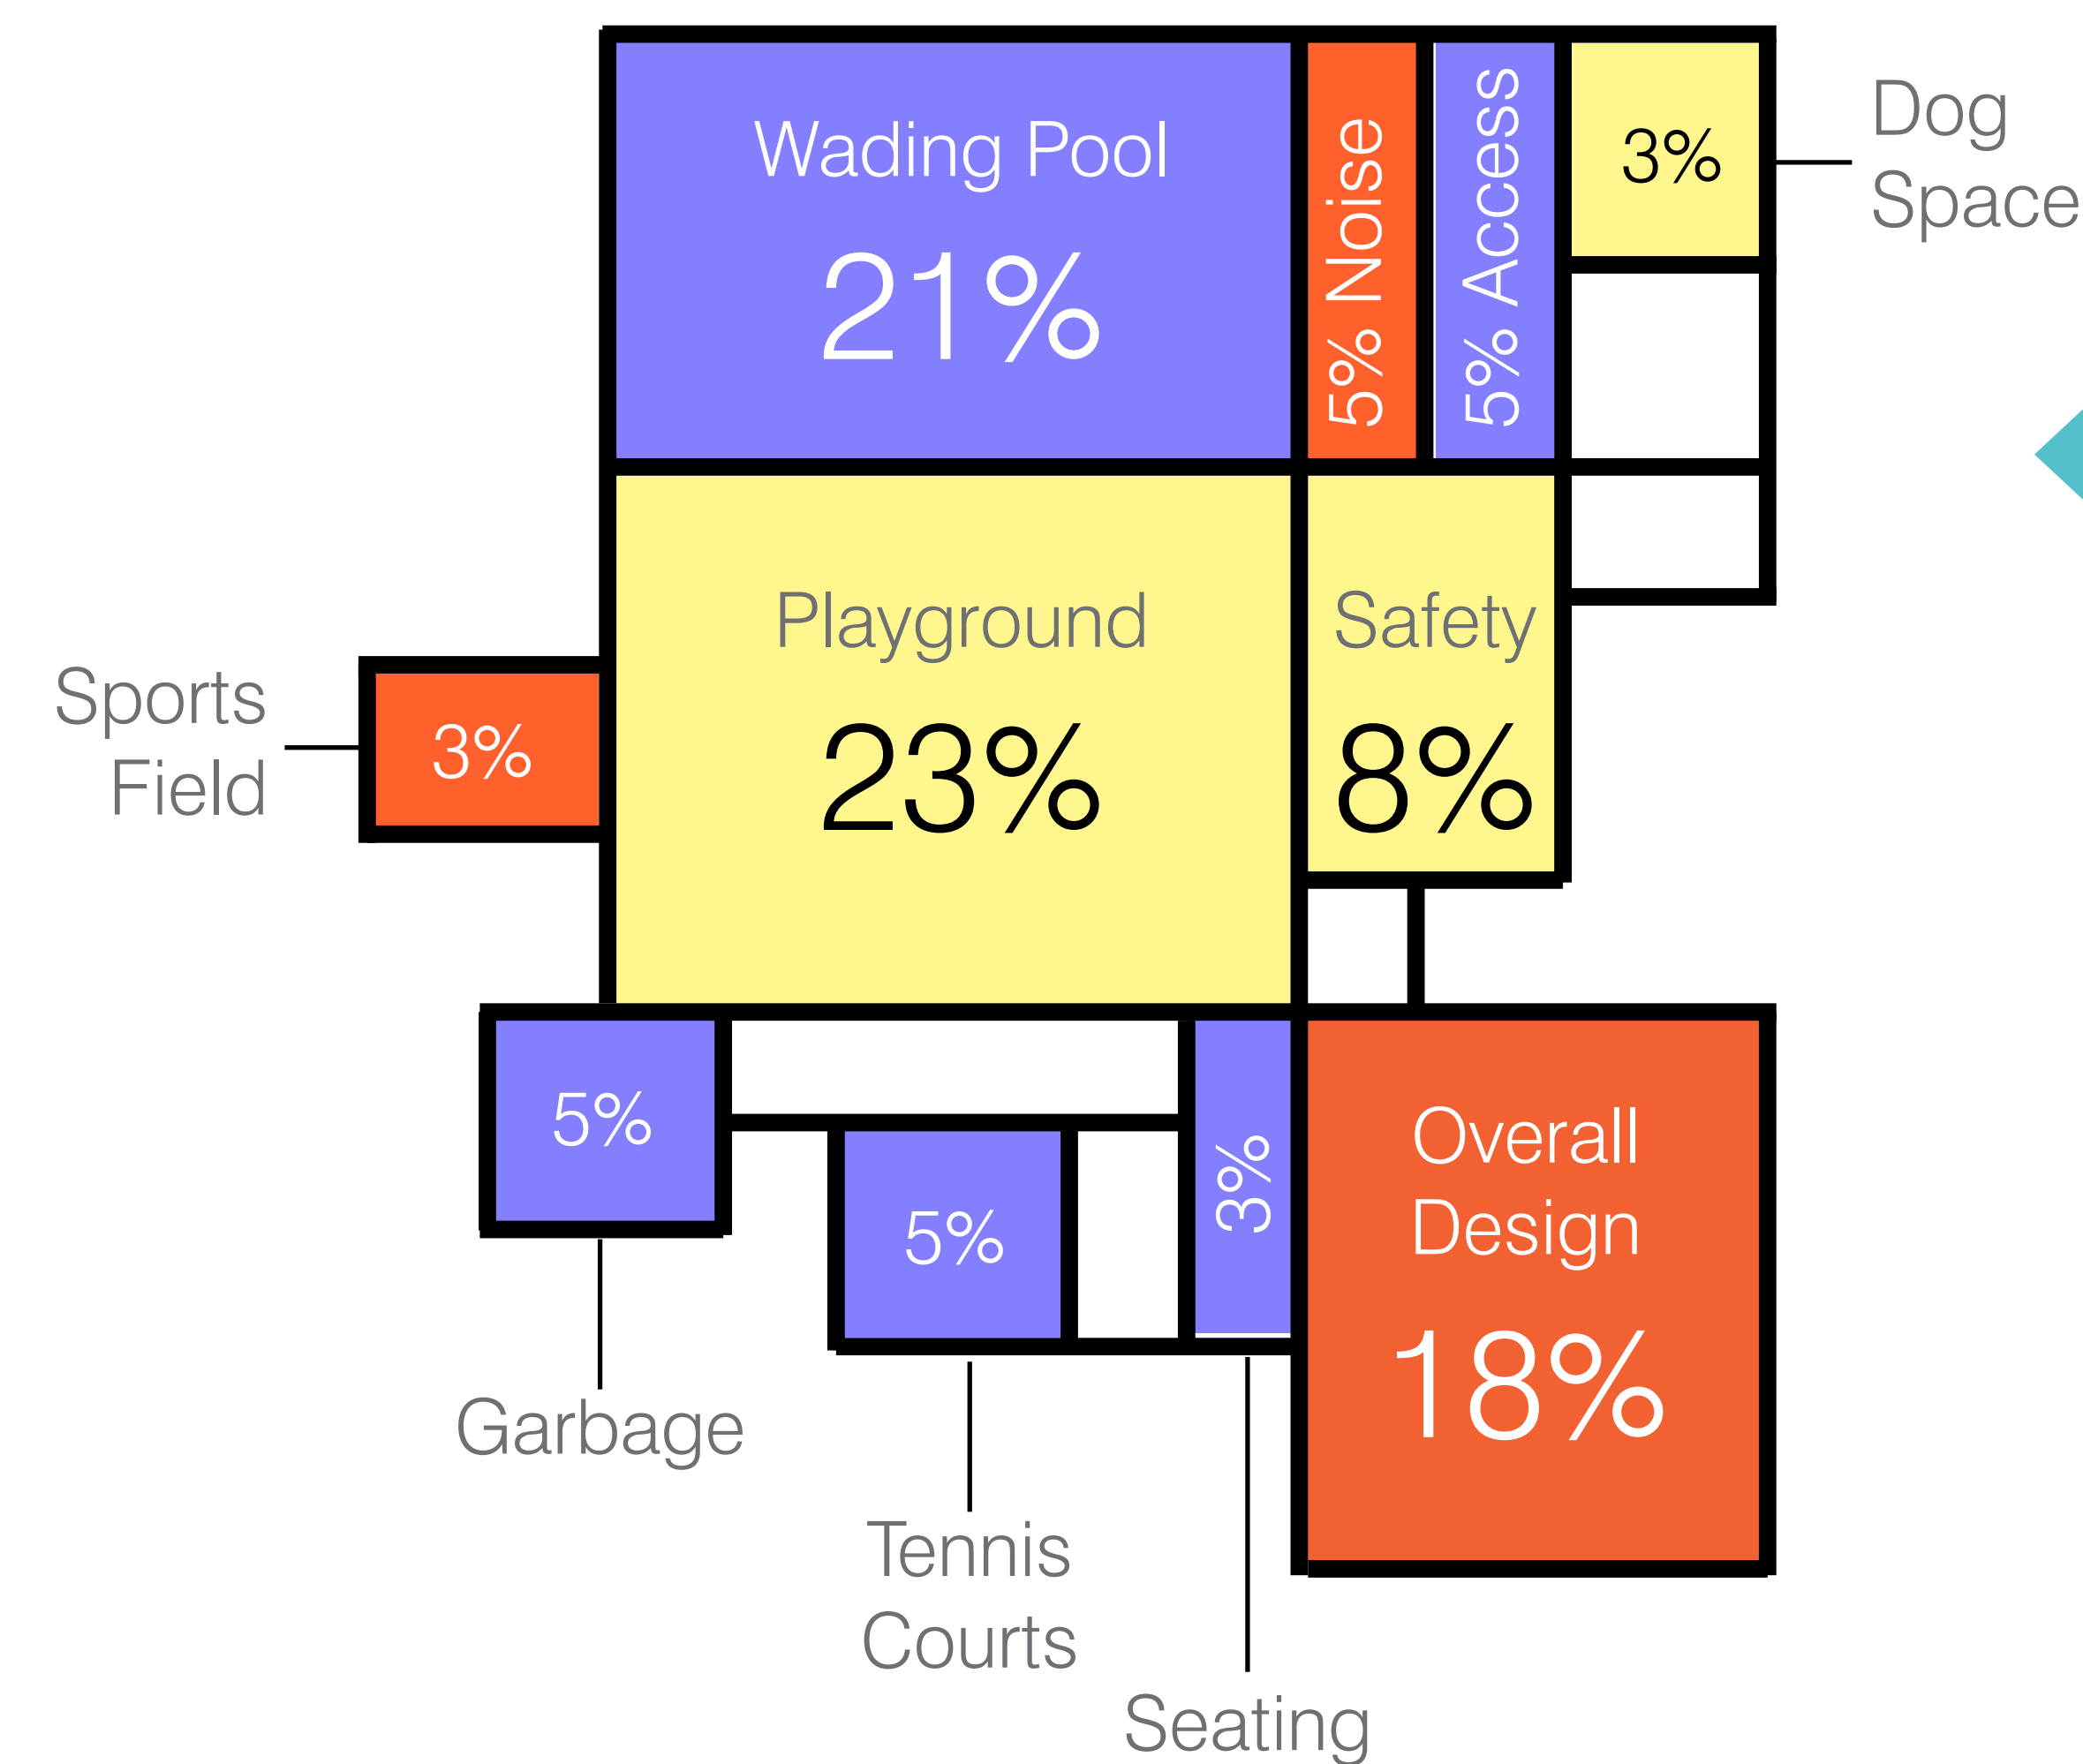 Wading Pool
21%
5% Noise
5% Access
3%
Dog
Space
Playground
23%
Safety
8%
Sports
Field
3%
5%
5%
3%
Overall
Design
18%
Garbage
Tennis
Courts
Seating